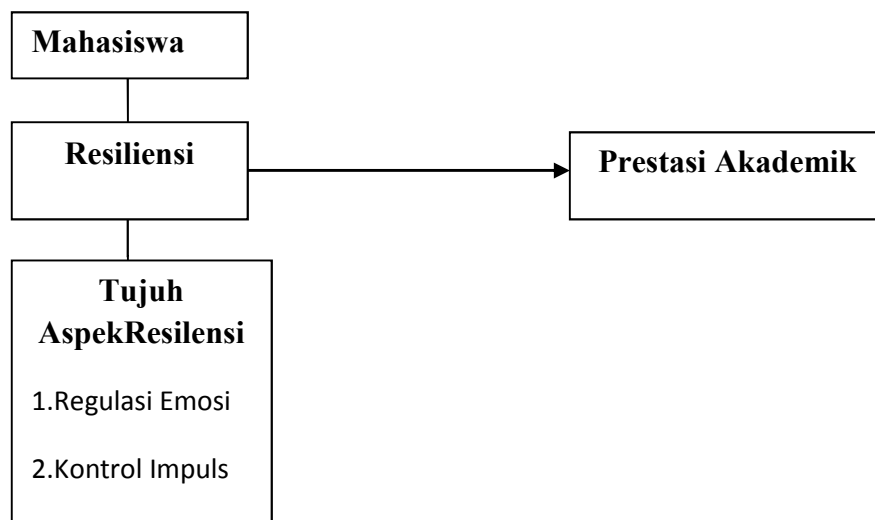 Mahasiswa
Resiliensi
Prestasi Akademik
Tujuh
AspekResilensi
1.Regulasi Emosi
2.Kontrol Impuls